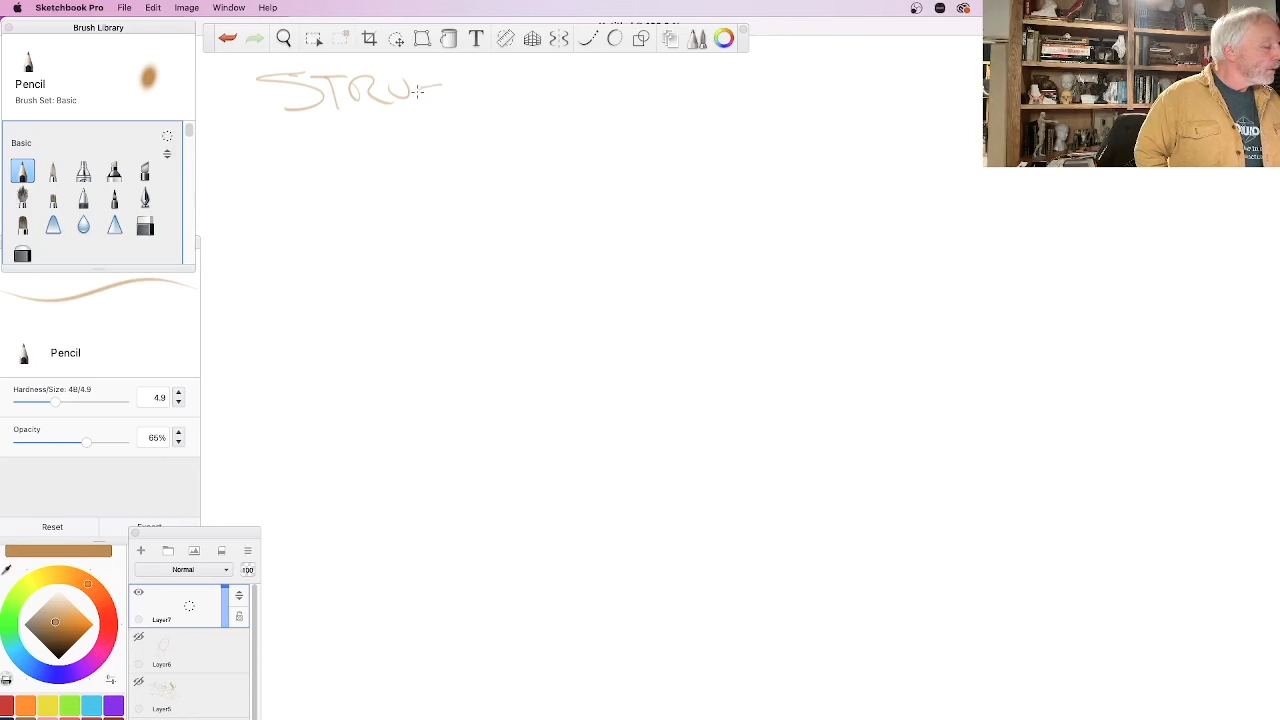 Sketchbook Pro File Edit Image Window Help
Brush Library
Pencil
Brush Set: Basic
Basic
STRU
Pencil
Hardness/Size: 4B/4.9
4.9
Opacity
65%
Reset
Normal
100
Layer7
Layer6
Layer5
T